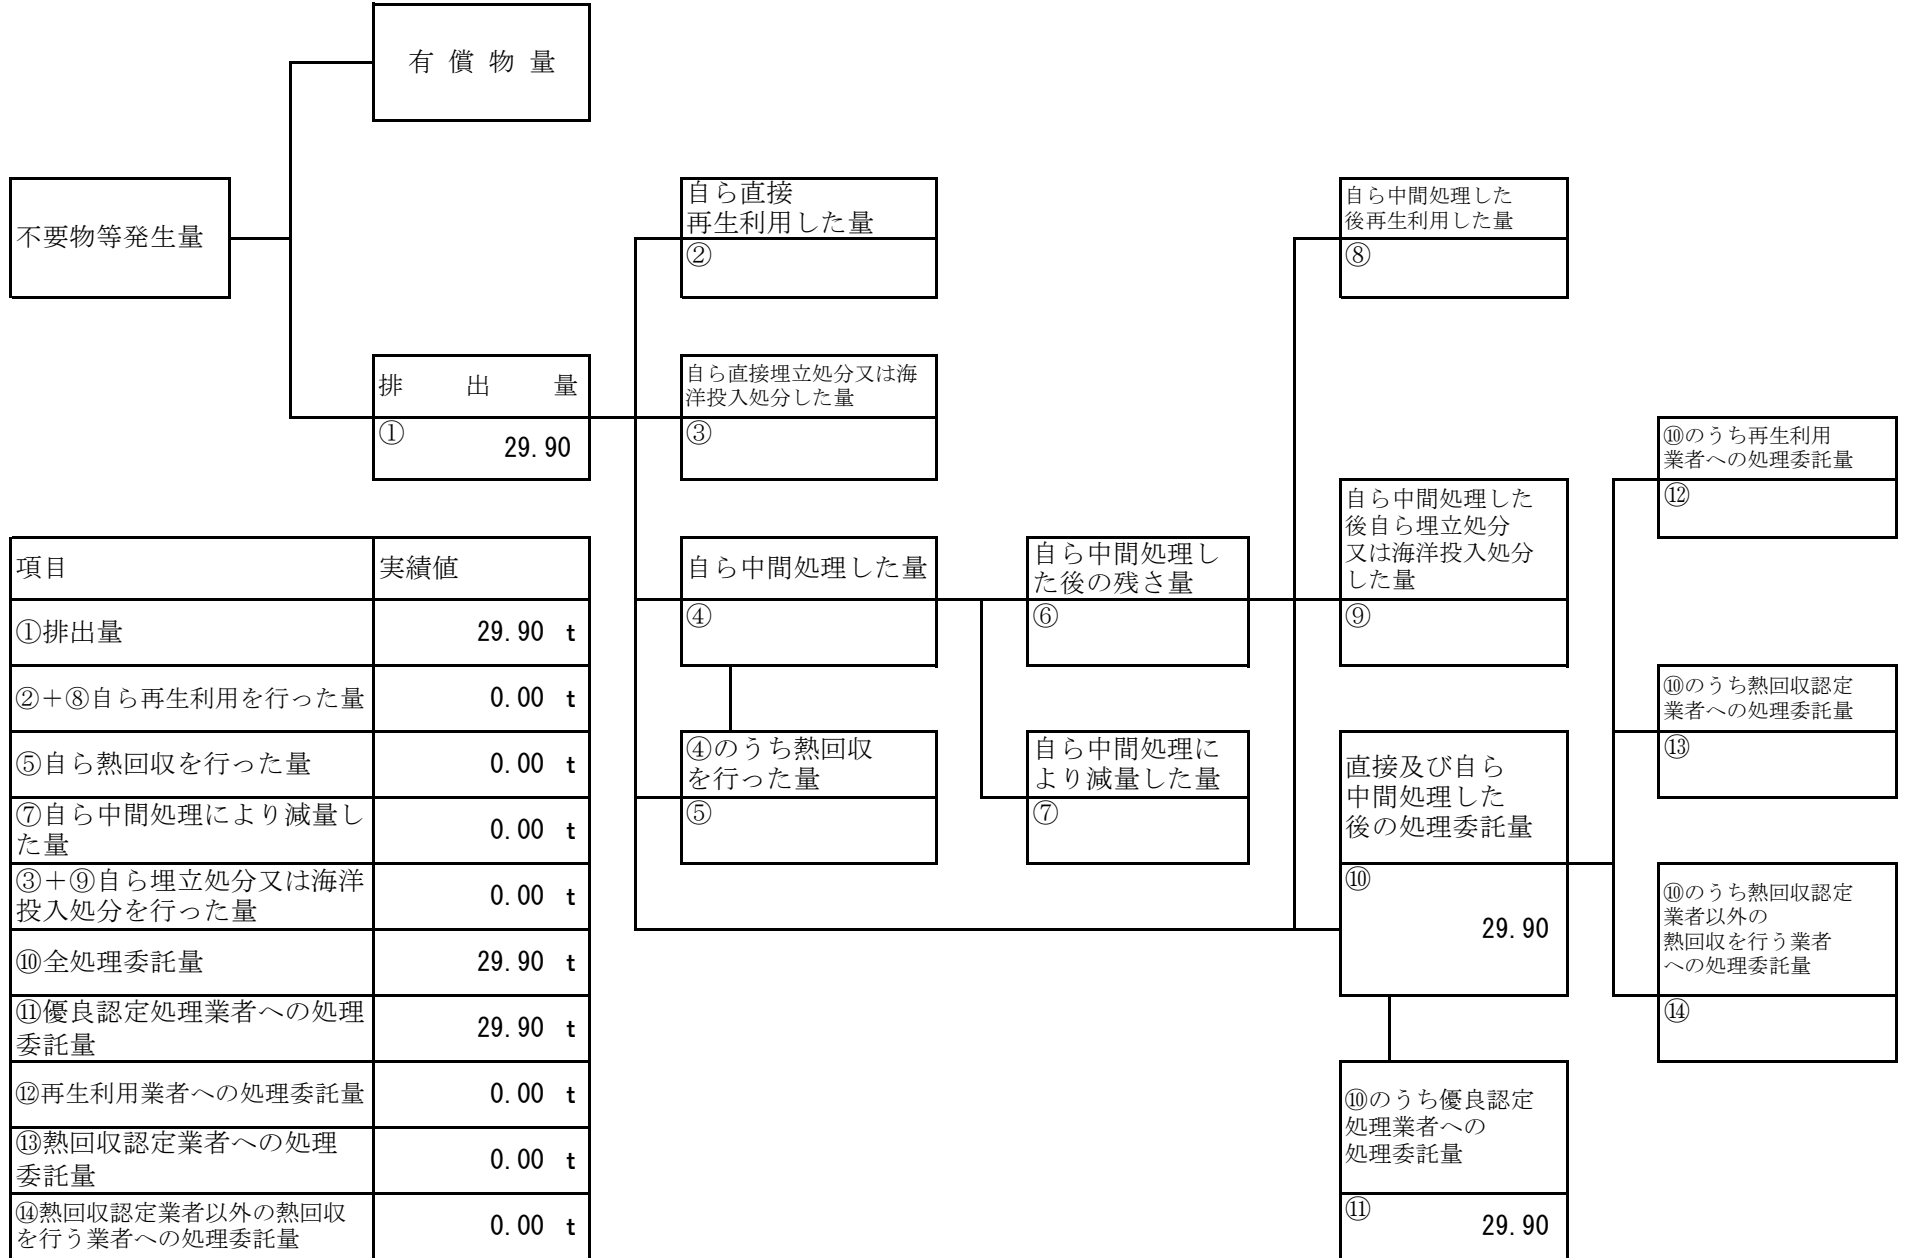 有 償 物 量
不要物等発生量
自ら直接
再生利用した量
②
自ら中間処理した
後再生利用した量
⑧
排 出 量
①
29.90
自ら直接埋立処分又は海
洋投入処分した量
③
⑩のうち再生利用
業者への処理委託量
⑫
自ら中間処理した
後自ら埋立処分
又は海洋投入処分
した量
⑨
自ら中間処理した量
④
自ら中間処理し
た後の残さ量
⑥
④のうち熱回収
を行った量
⑤
自ら中間処理に
より減量した量
⑦
直接及び自ら
中間処理した
後の処理委託量
⑩
29.90
⑩のうち熱回収認定
業者への処理委託量
⑬
⑩のうち熱回収認定
業者以外の
熱回収を行う業者
への処理委託量
⑭
⑩のうち優良認定
処理業者への
処理委託量
⑪
29.90
項目 実績値
①排出量 29.90 t
②＋⑧自ら再生利用を行った量 0.00 t
⑤自ら熱回収を行った量 0.00 t
⑦自ら中間処理により減量し
た量 0.00 t
③＋⑨自ら埋立処分又は海洋
投入処分を行った量 0.00 t
⑩全処理委託量 29.90 t
⑪優良認定処理業者への処理
委託量 29.90 t
⑫再生利用業者への処理委託量 0.00 t
⑬熱回収認定業者への処理
委託量 0.00 t
⑭熱回収認定業者以外の熱回収
を行う業者への処理委託量 0.00 t